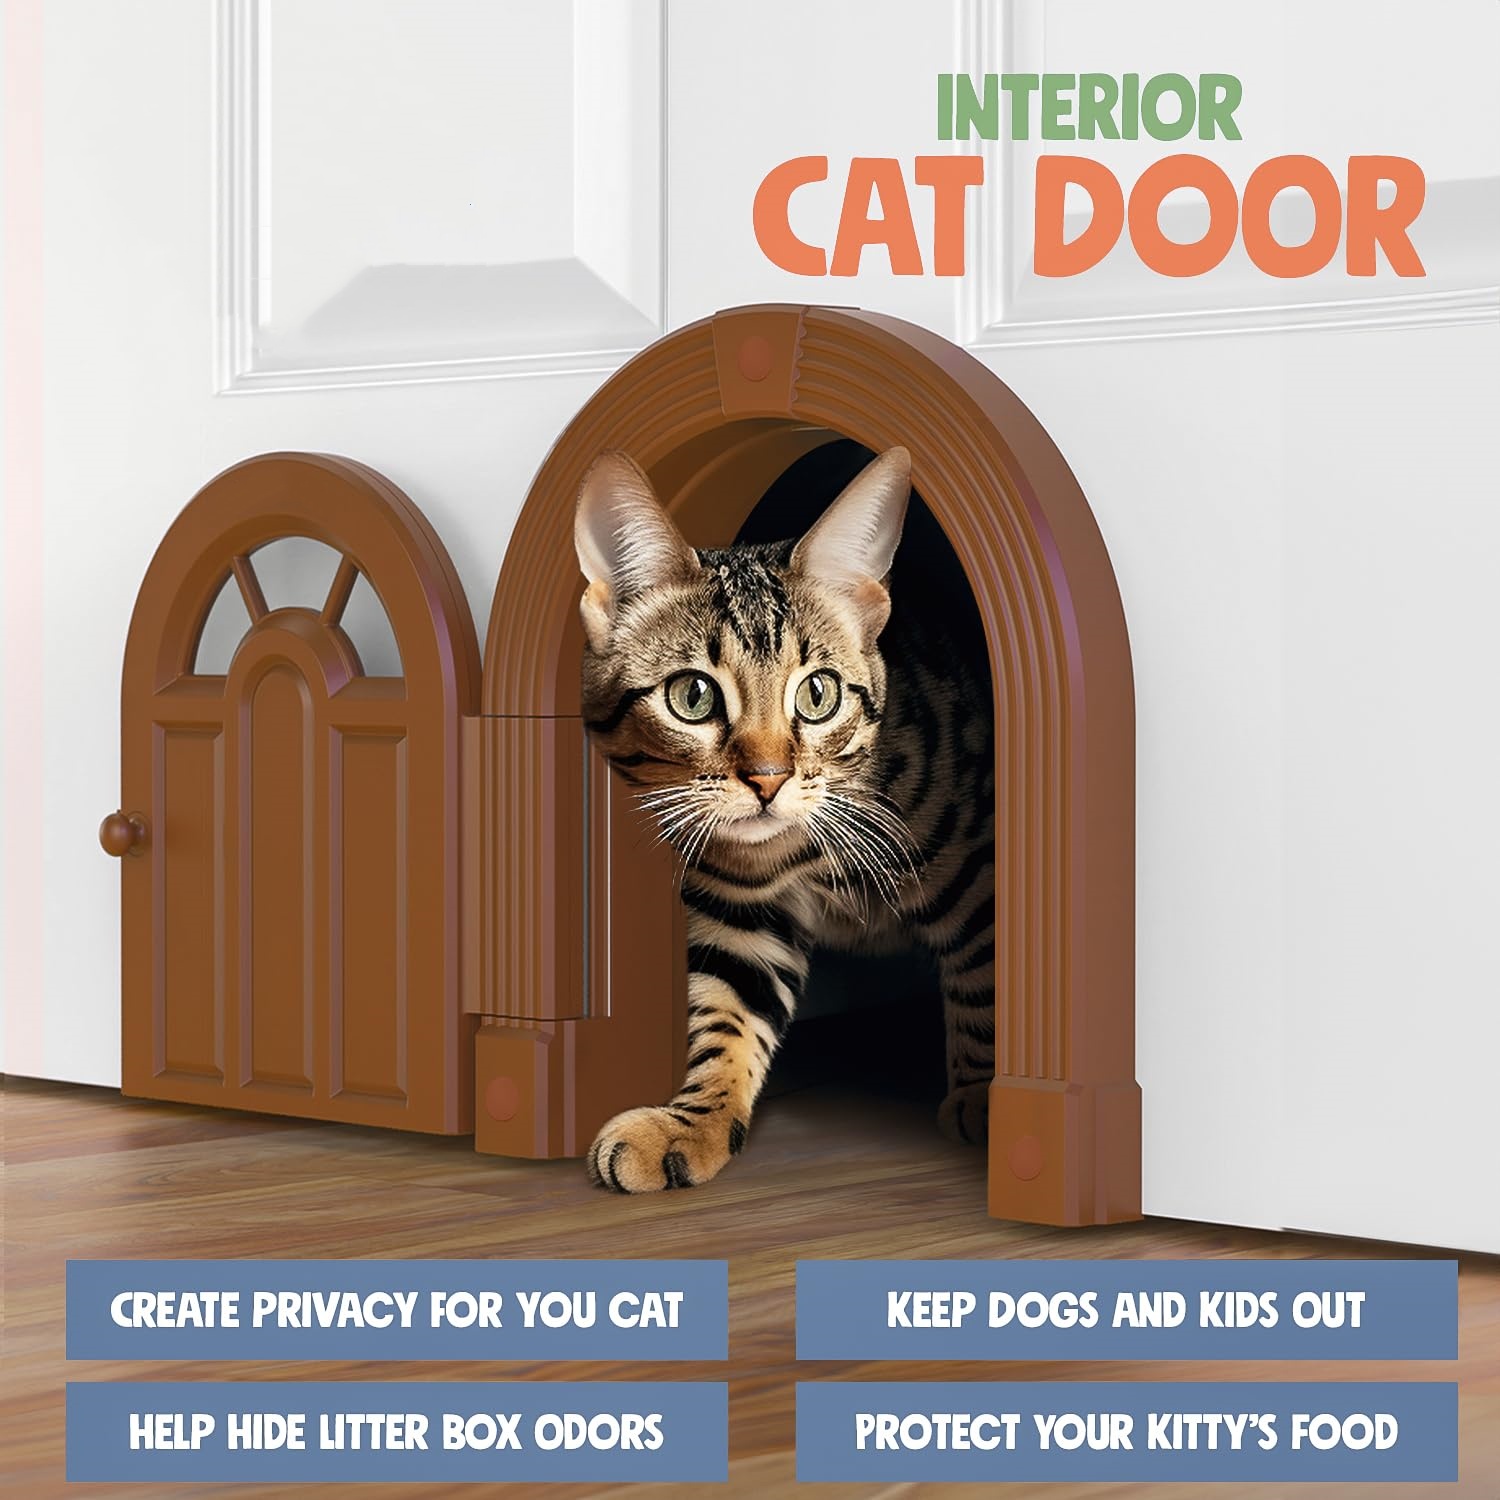 INTERIOR
CAT DOOR
CREATE PRIVACY FOR YOU CAT
KEEP DOGS AND KIDS OUT
HELP HIDE LITTER BOX ODORS
PROTECT YOUR KITTY'S FOOD